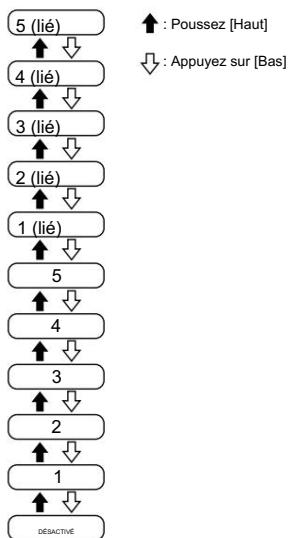 5 (lié)
: Poussez [Haut]
4 (lié)
: Appuyez sur [Bas]
3 (lié)
2 (lié)
1 (lié)
5
4
3
2
1
DÉSACTIVÉ